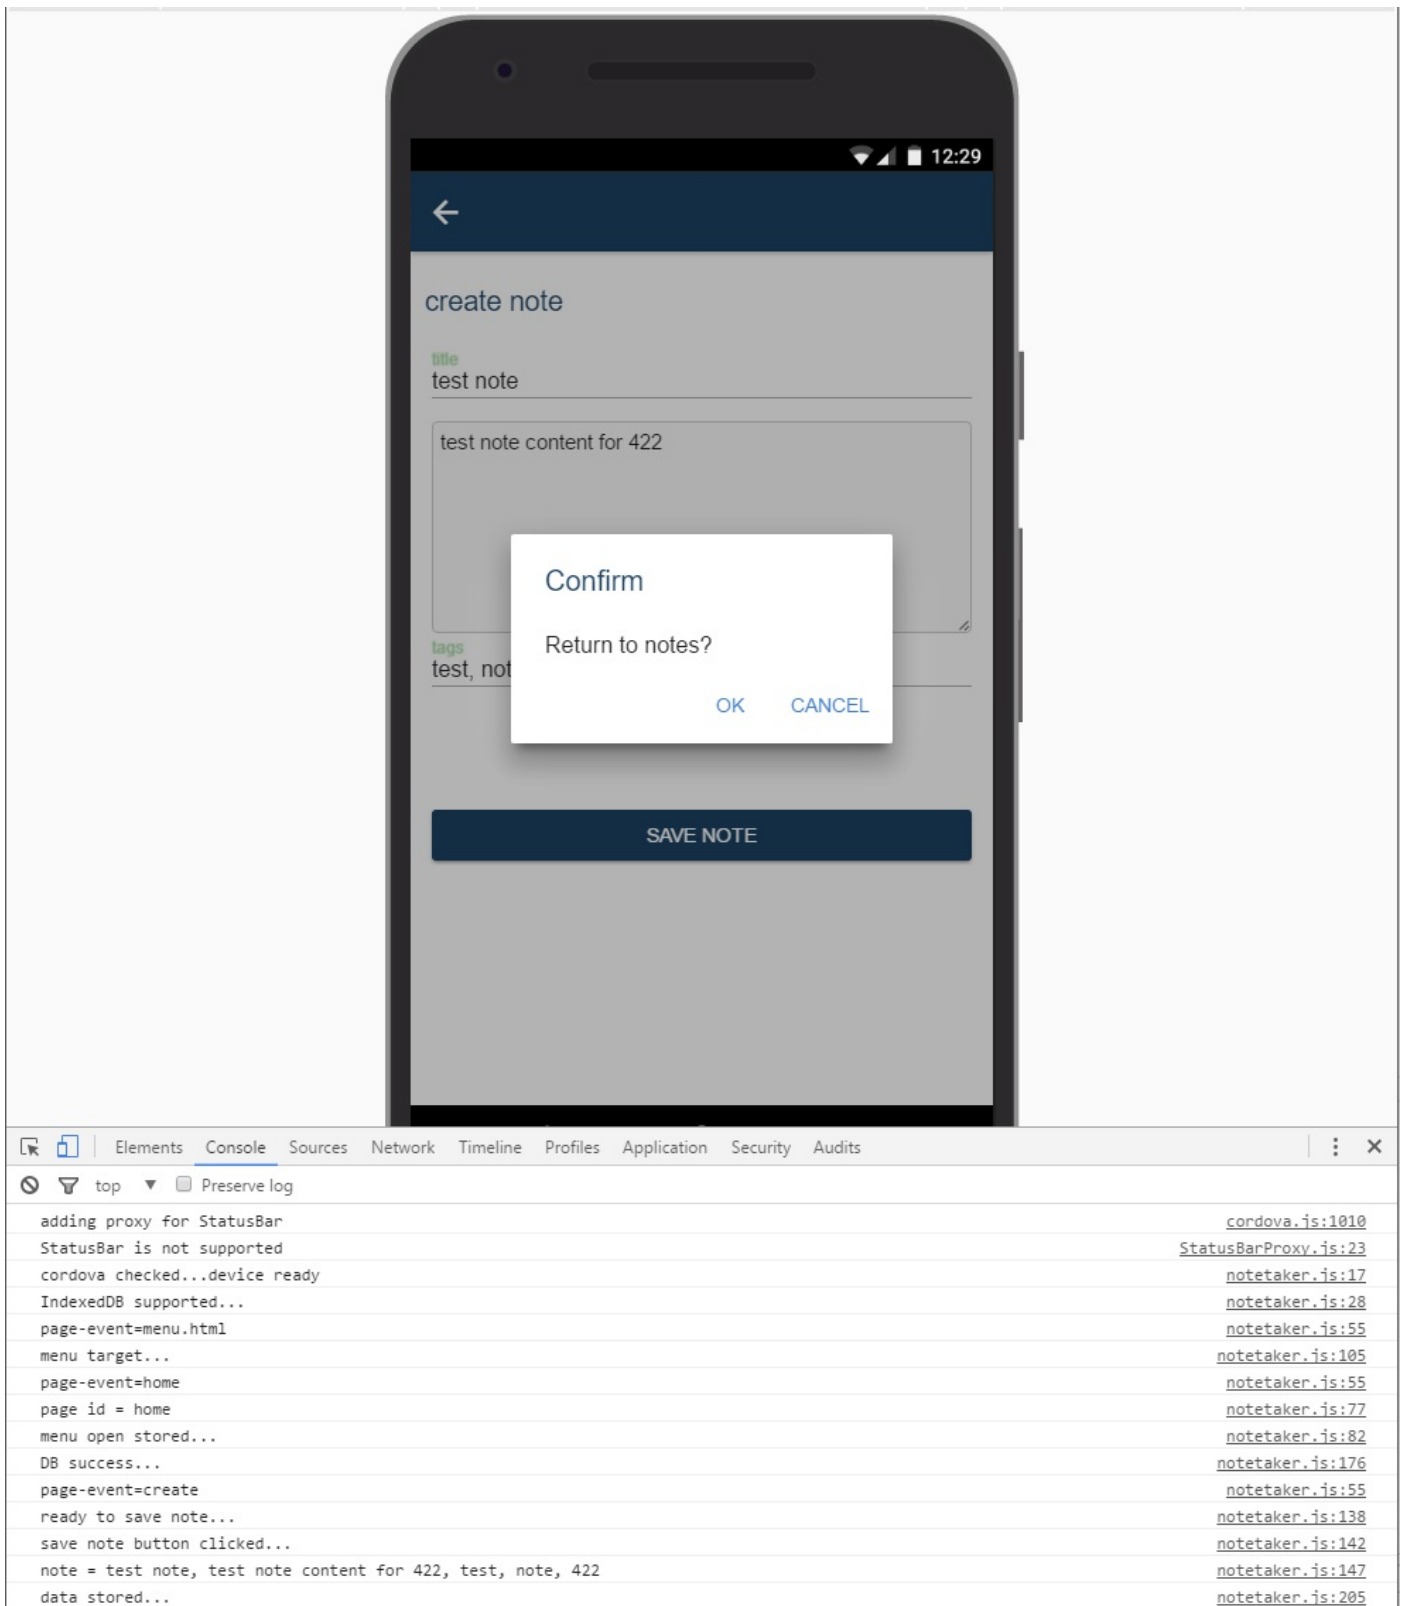 12:29
create note
title
test note
test note content for 422
Confirm
Return to notes?
tags
test, not
OK CANCEL
SAVE NOTE
Elements Console Sources Network Timeline Profiles Application Security Audits
top Preserve log
adding proxy for StatusBar cordova.js:1010
StatusBar is not supported StatusBarProxy.js:23
cordova checked...device ready notetaker.js:17
IndexedDB supported... notetaker.js:28
page-event=menu.html notetaker.js:55
menu target... notetaker.js:105
page-event=home notetaker.js:55
page id = home notetaker.js:77
menu open stored... notetaker.js:82
DB success... notetaker.js:176
page-event=create notetaker.js:55
ready to save note... notetaker.js:138
save note button clicked... notetaker.js:142
note = test note, test note content for 422, test, note, 422 notetaker.js:147
data stored... notetaker.js:205